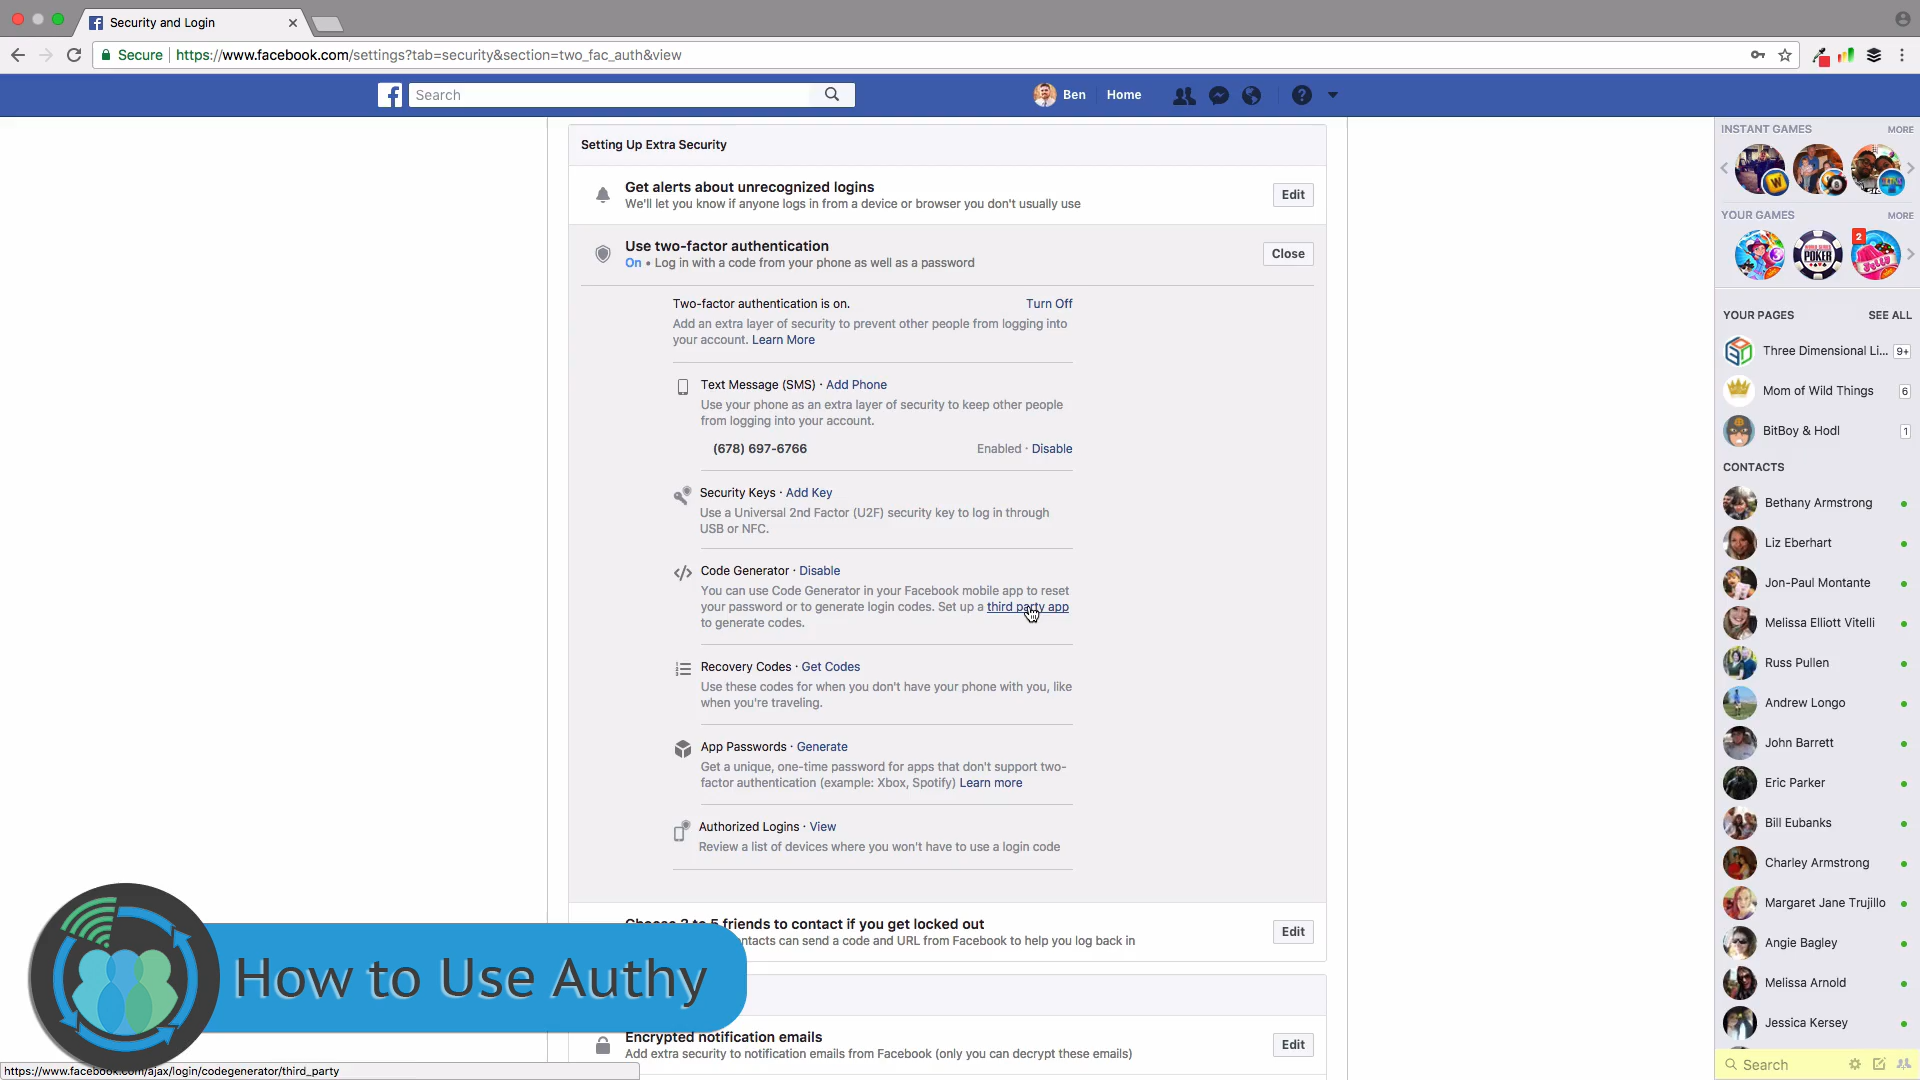 Security and Login
Secure https://www.facebook.com/settings?tab=security&section=two_fac_auth&view
Search
Ben
Home
Setting Up Extra Security
Get alerts about unrecognized logins
We'll let you know if anyone logs in from a device or browser you don't usually use
Edit
Use two-factor authentication
On • Log in with a code from your phone as well as a password
Close
Two-factor authentication is on.
Turn Off
Add an extra layer of security to prevent other people from logging into
your account. Learn More
Text Message (SMS) · Add Phone
Use your phone as an extra layer of security to keep other people
from logging into your account.
(678) 697-6766
Enabled · Disable
Security Keys · Add Key
Use a Universal 2nd Factor (U2F) security key to log in through
USB or NFC.
Code Generator · Disable
You can use Code Generator in your Facebook mobile app to reset
your password or to generate login codes. Set up a third party app
to generate codes.
Recovery Codes · Get Codes
Use these codes for when you don't have your phone with you, like
when you're traveling.
App Passwords · Generate
Get a unique, one-time password for apps that don't support two-
factor authentication (example: Xbox, Spotify) Learn more
Authorized Logins · View
Review a list of devices where you won't have to use a login code
friends to contact if you get locked out
can send a code and URL from Facebook to help you log back in
Edit
Encrypted notification emails
Add extra security to notification emails from Facebook (only you can decrypt these emails)
Edit
How to Use Authy
https://www.facebook.com/ajax/login/codegenerator/third_party
INSTANT GAMES
MORE
W
8
YOUR GAMES
MORE
3
POKER
2
Jelly
YOUR PAGES
SEE ALL
Three Dimensional Li...
9+
Mom of Wild Things
6
BitBoy & Hodl
1
CONTACTS
Bethany Armstrong
Liz Eberhart
Jon-Paul Montante
Melissa Elliott Vitelli
Russ Pullen
Andrew Longo
John Barrett
Eric Parker
Bill Eubanks
Charley Armstrong
Margaret Jane Trujillo
Angie Bagley
Melissa Arnold
Jessica Kersey
Search